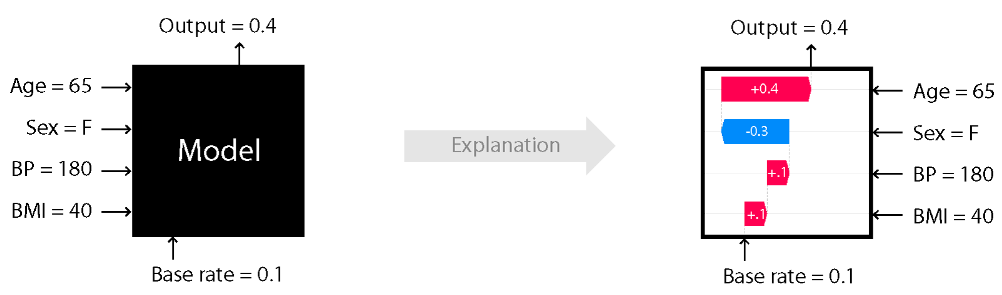 Output = 0.4
Age = 65
Sex = F
BP = 180
BMI = 40
Model
Base rate = 0.1
Explanation
Output = 0.4
+0.4
Age = 65
-0.3
Sex = F
+.1
BP = 180
+.1
BMI = 40
Base rate = 0.1